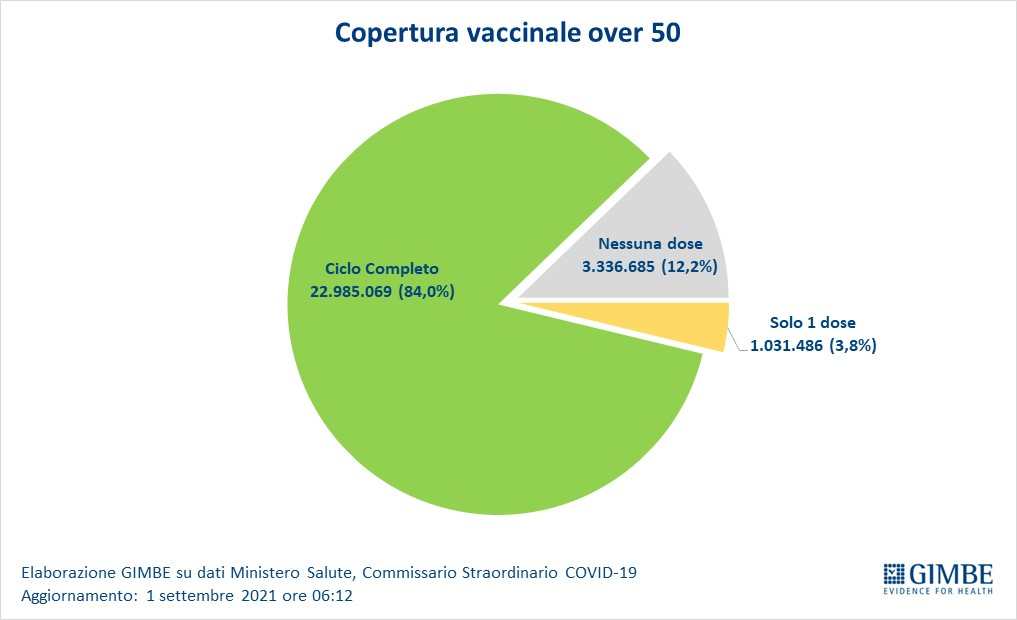 Copertura vaccinale over 50
Nessuna dose
3.336.685 (12,2%)
Ciclo Completo
22.985.069 (84,0%)
Solo 1 dose
1.031.486 (3,8%)
Elaborazione GIMBE su dati Ministero Salute, Commissario Straordinario COVID-19
Aggiornamento: 1 settembre 2021 ore 06:12
GIMBE
EVIDENCE FOR HEALTH